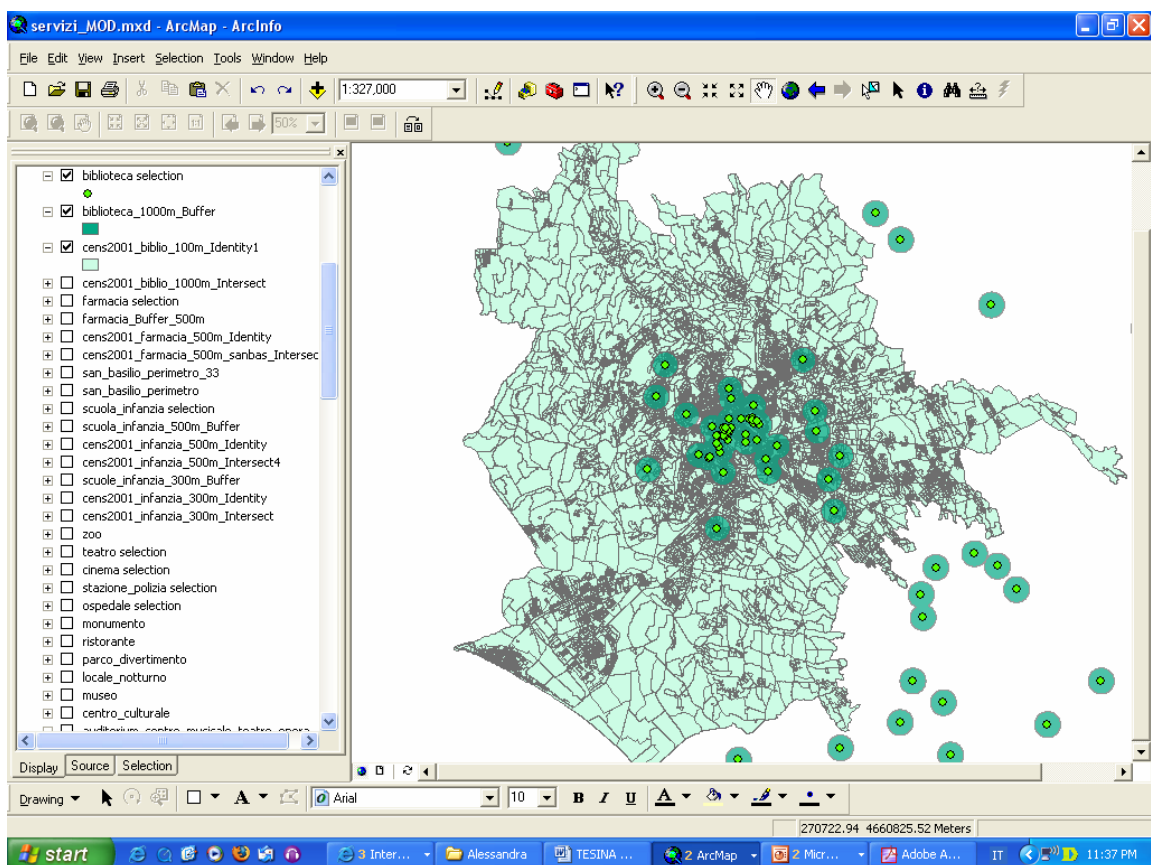 servizi_MOD.mxd - ArcMap - ArcInfo
File Edit View Insert Selection Tools Window Help
1:327,000
1:1
50%
biblioteca selection
biblioteca_1000m_Buffer
cens2001_biblio_100m_Identity1
cens2001_biblio_1000m_Intersect
farmacia selection
farmacia_Buffer_500m
cens2001_farmacia_500m_Identity
cens2001_farmacia_500m_sanbas_Intersec
san_basilio_perimetro_33
san_basilio_perimetro
scuola_infanzia selection
scuola_infanzia_500m_Buffer
cens2001_infanzia_500m_Identity
cens2001_infanzia_500m_Intersect4
scuole_infanzia_300m_Buffer
cens2001_infanzia_300m_Identity
cens2001_infanzia_300m_Intersect
zoo
teatro selection
cinema selection
stazione_polizia selection
ospedale selection
monumento
ristorante
parco_divertimento
locale_notturno
museo
centro_culturale
auditorium_centro_musicale_teatro_opera
Display Source Selection
Drawing A Arial 10 B I U A
270722.94 4660825.52 Meters
start 3 Inter... Alessandra TESINA ... 2 ArcMap 2 Micr... Adobe A... IT 11:37 PM